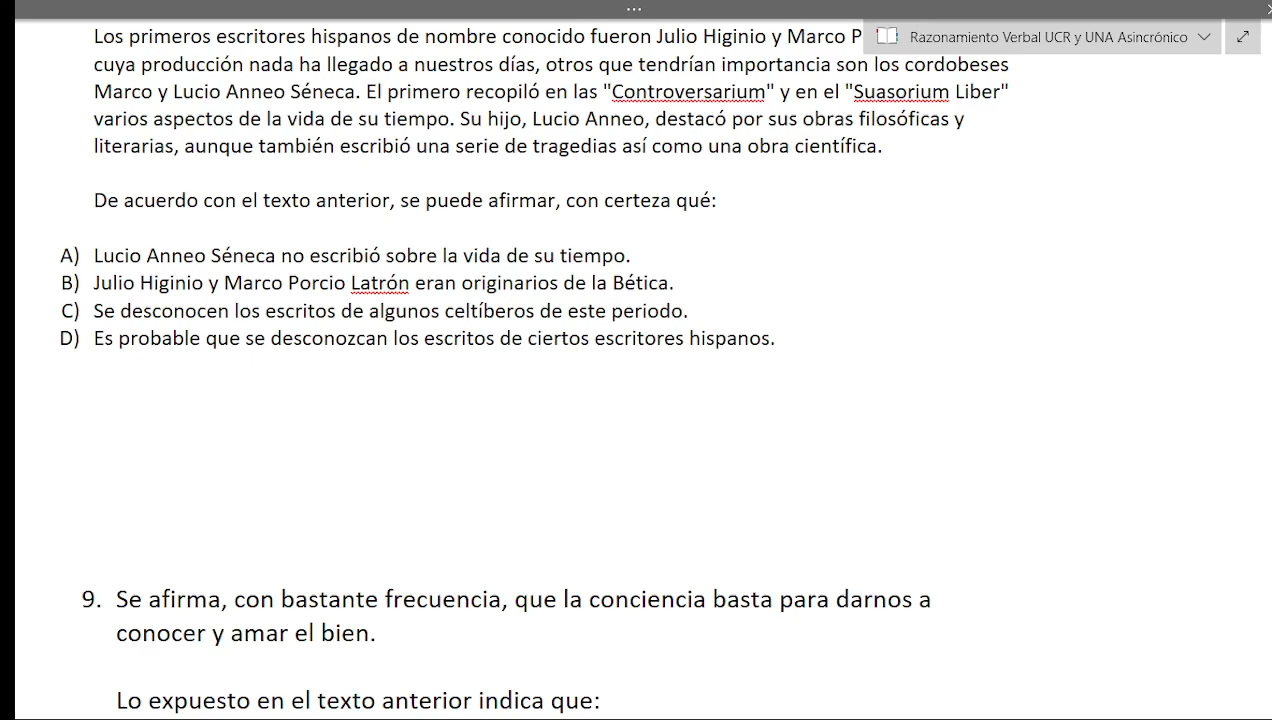 ...
Los primeros escritores hispanos de nombre conocido fueron Julio Higinio y Marco P
Razonamiento Verbal UCR y UNA Asincrónico
cuya producción nada ha llegado a nuestros días, otros que tendrían importancia son los cordobeses
Marco y Lucio Anneo Séneca. El primero recopiló en las "Controversarium" y en el "Suasorium Liber"
varios aspectos de la vida de su tiempo. Su hijo, Lucio Anneo, destacó por sus obras filosóficas y
literarias, aunque también escribió una serie de tragedias así como una obra científica.
De acuerdo con el texto anterior, se puede afirmar, con certeza qué:
A) Lucio Anneo Séneca no escribió sobre la vida de su tiempo.
B) Julio Higinio y Marco Porcio Latrón eran originarios de la Bética.
C) Se desconocen los escritos de algunos celtíberos de este periodo.
D) Es probable que se desconozcan los escritos de ciertos escritores hispanos.
9. Se afirma, con bastante frecuencia, que la conciencia basta para darnos a
conocer y amar el bien.
Lo expuesto en el texto anterior indica que: